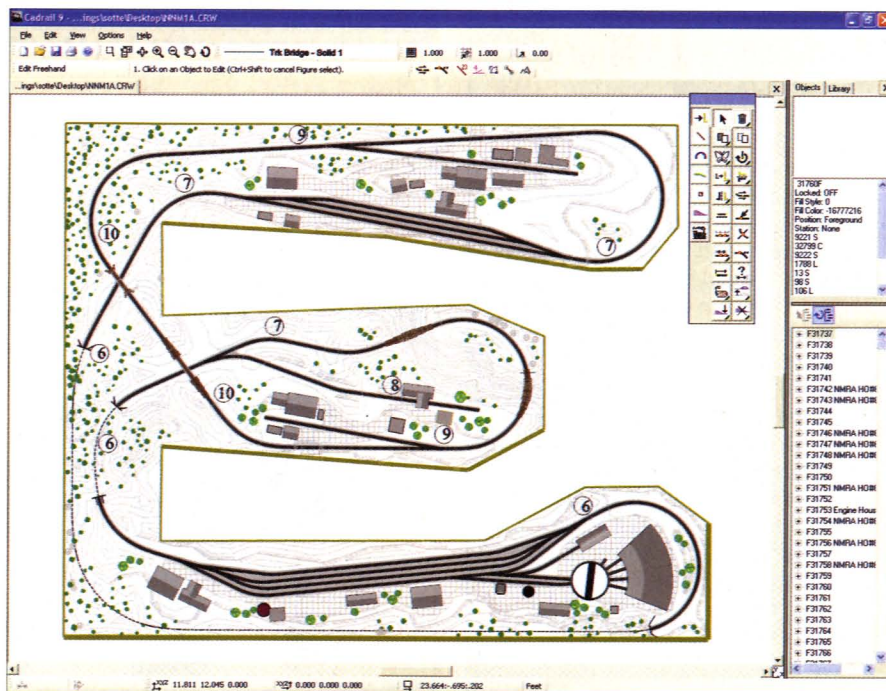 Cadrail 9 - ...ings\sotte\Desktop\NNM1A.CRW
File Edit View Options Help
Trk Bridge - Solid 1 1.000 1.000 0.00
Edit Freehand 1. Click on an Object to Edit (Ctrl+Shift to cancel Figure select).
...ings\sotte\Desktop\NNM1A.CRW
Objects Library
31760F
Locked: OFF
Fill Style: 0
Fill Color: -16777216
Position: Foreground
Station: None
9221 S
32799 C
9222 S
1788 L
13 S
98 S
106 L
9
7
10
7
6
7
8
10
9
6
6
F31737
F31738
F31739
F31740
F31741
F31742 NMRA HO
F31743 NMRA HO
F31744
F31745
F31746 NMRA HO
F31747 NMRA HO
F31748 NMRA HO
F31749
F31750
F31751 NMRA HO
F31752
F31753 Engine Hous
F31754 NMRA HO
F31755
F31756 NMRA HO
F31757
F31758 NMRA HO
F31759
F31760
F31761
F31762
F31763
F31764
F31765
F31766
11.811 12.045 0.000 0.000 0.000 0.000 23.664:-.695:.202 Feet